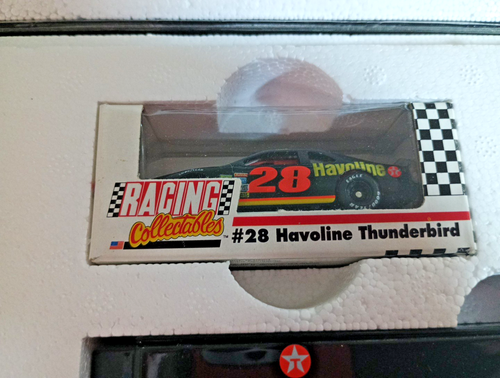 28
Havoline
RACING
Collectables
#28 Havoline Thunderbird
T